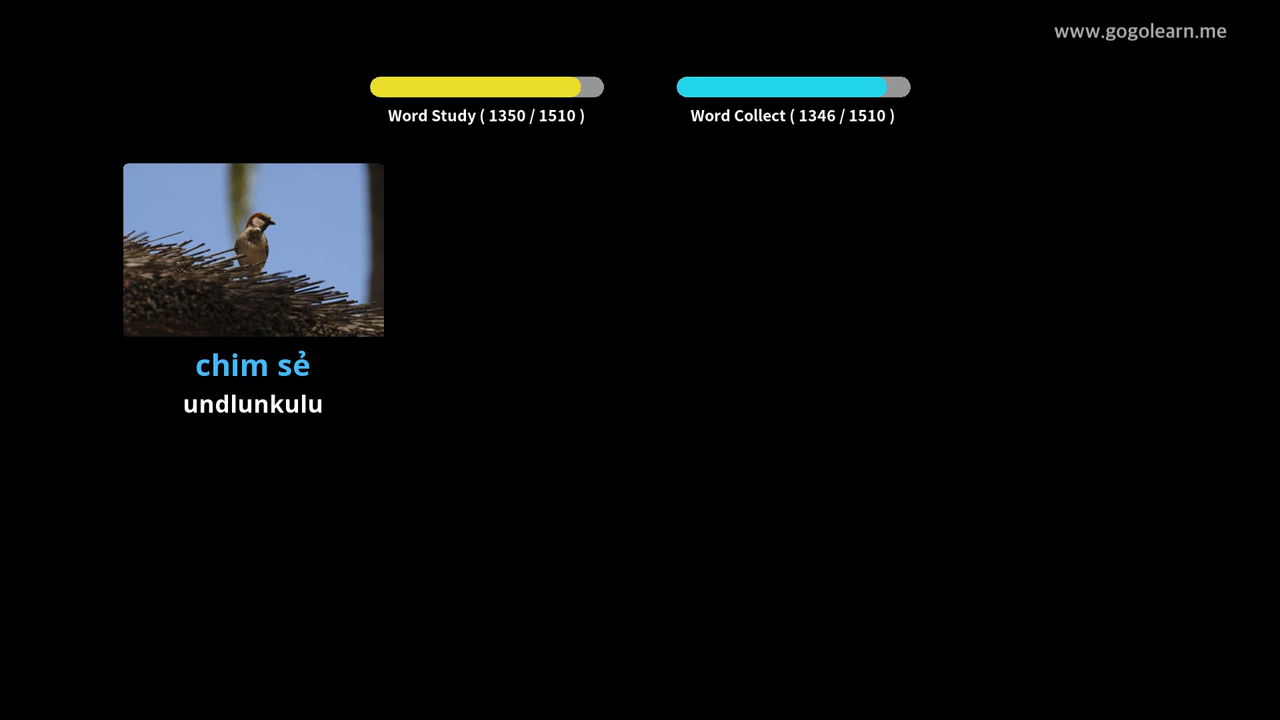 www.gogolearn.me
Word Study ( 1350 / 1510 )
Word Collect ( 1346 / 1510 )
chim sẻ
undlunkulu